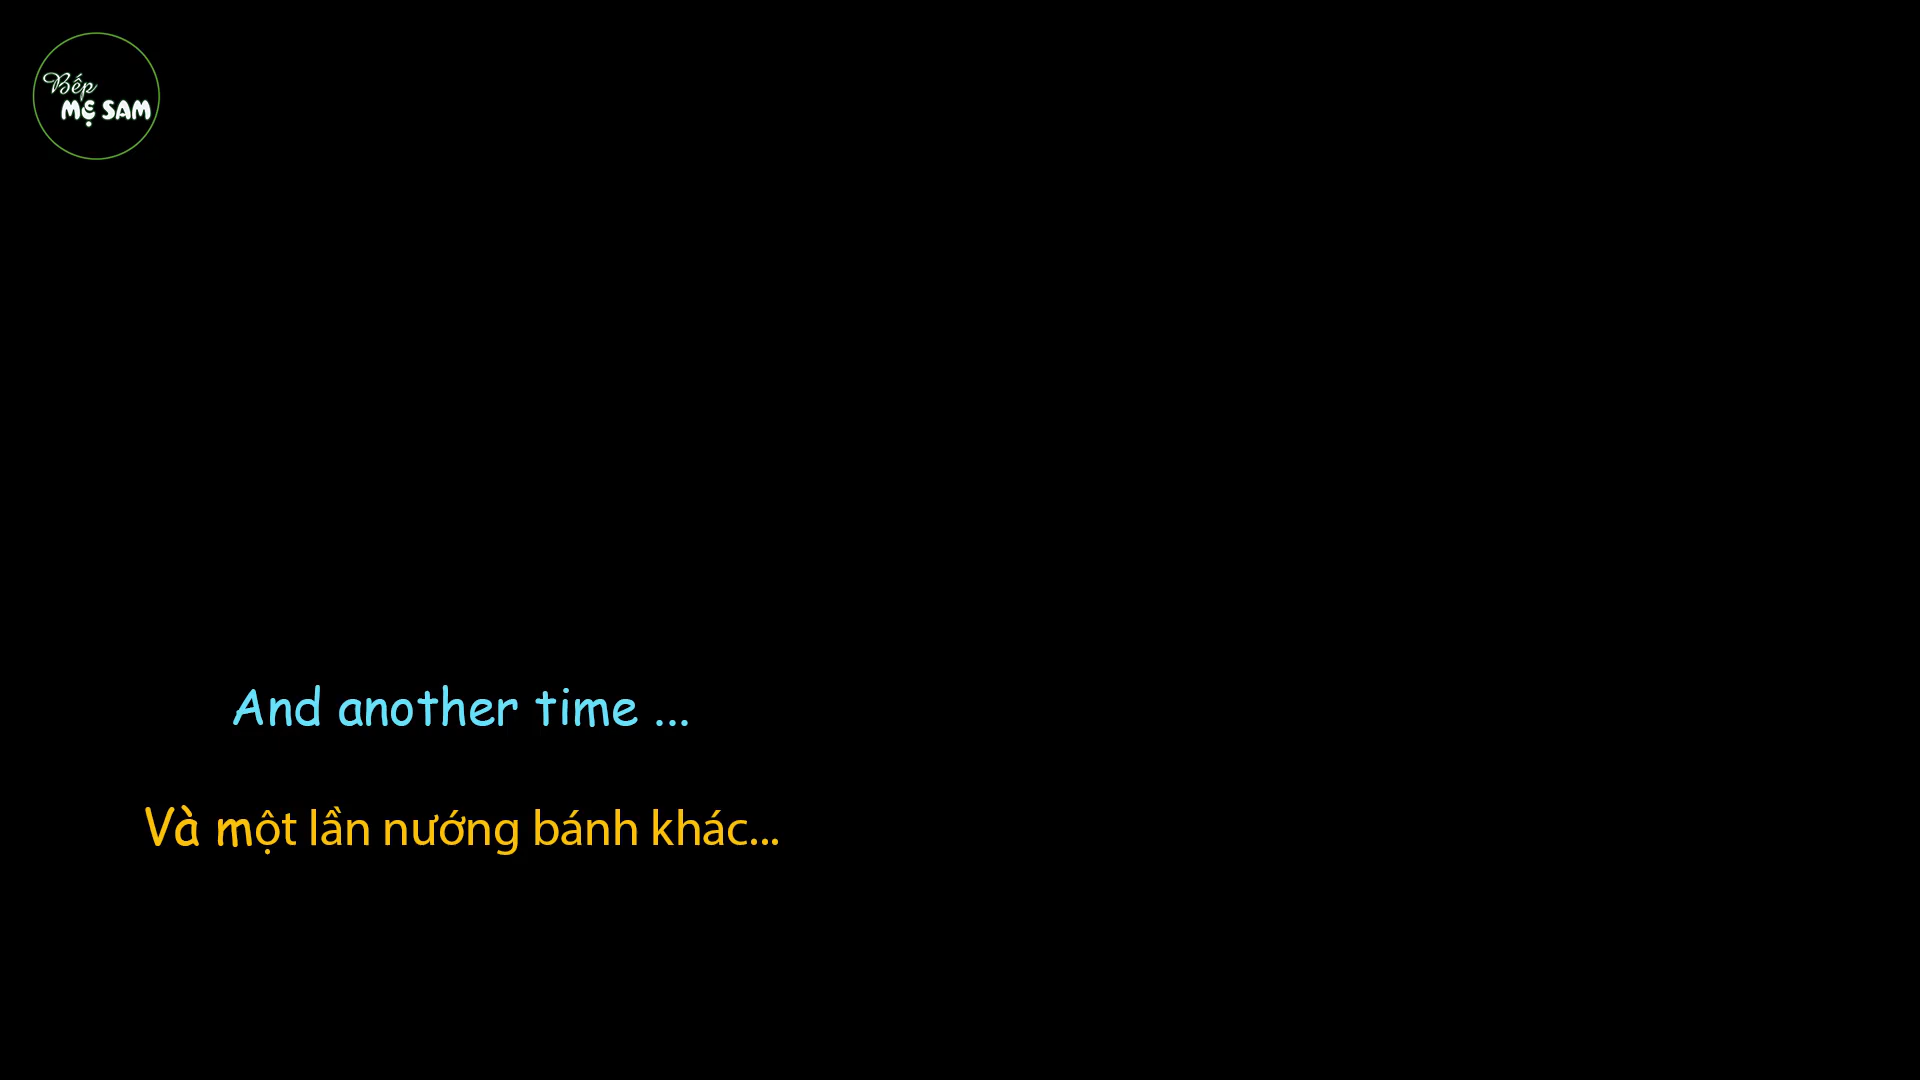 Bếp
MẸ SAM
And another time ...
Và một lần nướng bánh khác...